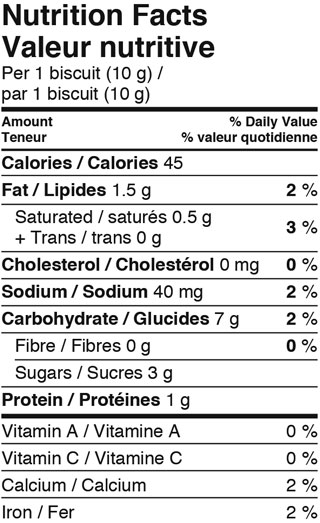 Nutrition Facts
Valeur nutritive
Per 1 biscuit (10 g) /
par 1 biscuit (10 g)
Amount % Daily Value
Teneur % valeur quotidienne
Calories / Calories 45
Fat / Lipides 1.5 g 2 %
Saturated / saturés 0.5 g
+ Trans / trans 0 g 3 %
Cholesterol / Cholestérol 0 mg 0 %
Sodium / Sodium 40 mg 2 %
Carbohydrate / Glucides 7 g 2 %
Fibre / Fibres 0 g 0 %
Sugars / Sucres 3 g
Protein / Protéines 1 g
Vitamin A / Vitamine A 0 %
Vitamin C / Vitamine C 0 %
Calcium / Calcium 2 %
Iron / Fer 2 %